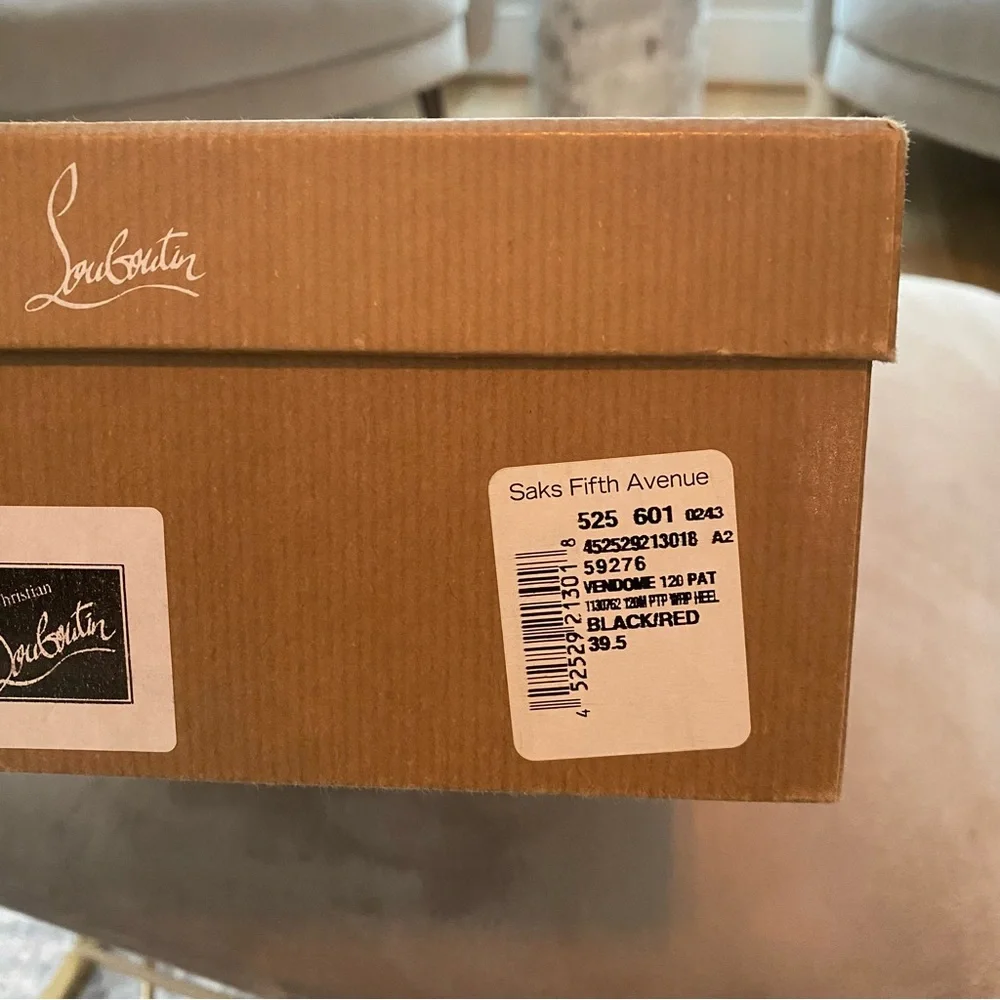 Louboutin
hristian
Louboutin
Saks Fifth Avenue
525 601 0243
452529213018 A2
59276
VENDOME 120 PAT
1130762 120M PTP WRP HEEL
BLACK/RED
39.5
4 52529 21301 8